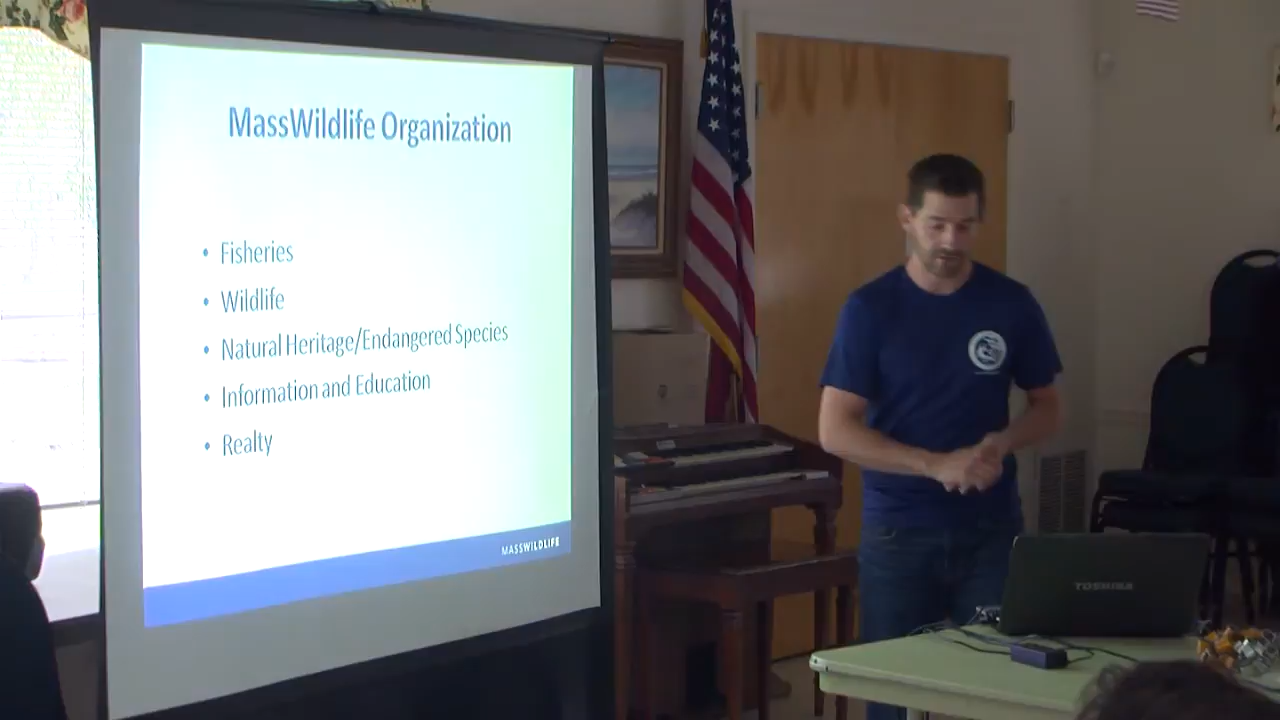 MassWildlife Organization
• Fisheries
• Wildlife
• Natural Heritage/Endangered Species
• Information and Education
• Realty
MASSWILDLIFE
TOSHIBA